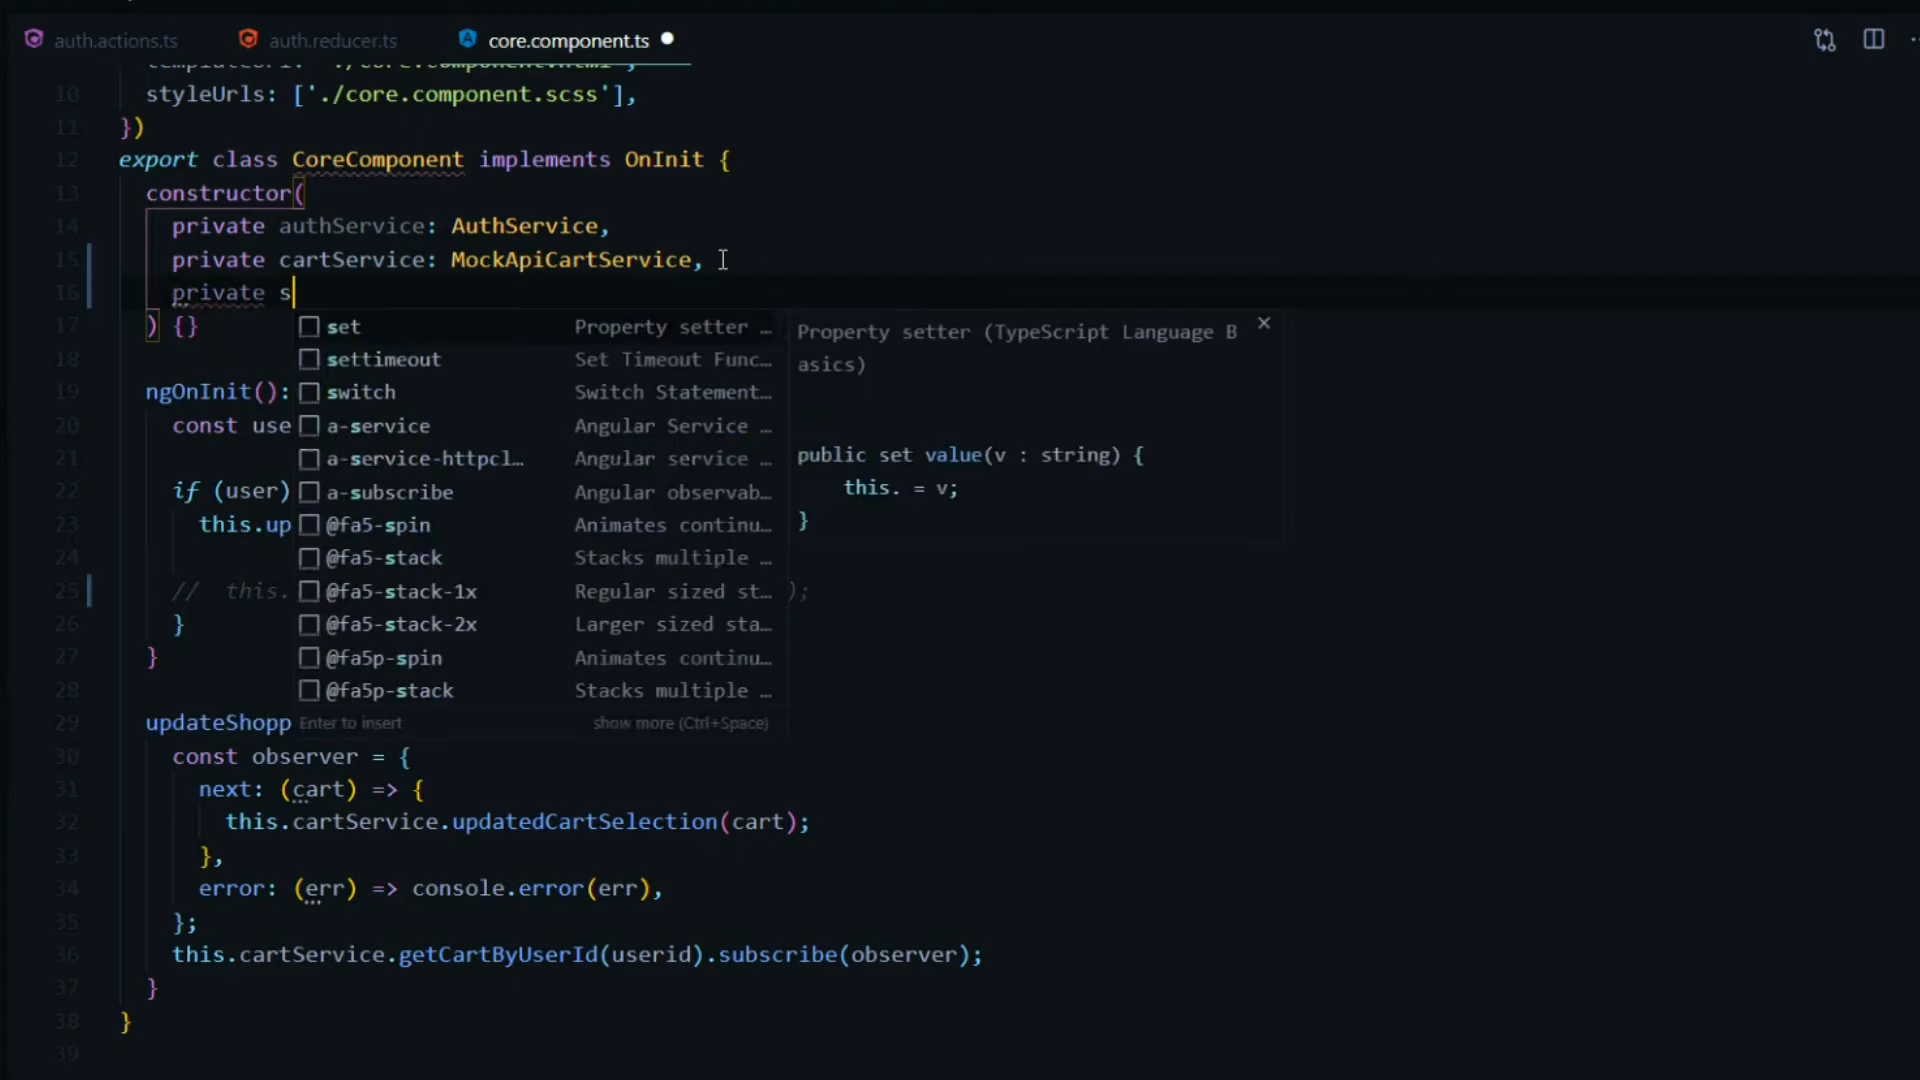 auth.actions.ts auth.reducer.ts core.component.ts
10 styleUrls: ['./core.component.scss'],
11 })
12 export class CoreComponent implements OnInit {
13 constructor(
14 private authService: AuthService,
15 private cartService: MockApiCartService,
16 private s
17 ) {} set Property setter … Property setter (TypeScript Language B
18 settimeout Set Timeout Func… asics)
19 ngOnInit(): switch Switch Statement…
20 const use a-service Angular Service …
21 a-service-httpcl… Angular service … public set value(v : string) {
22 if (user) a-subscribe Angular observab… this. = v;
23 this.up @fa5-spin Animates continu… }
24 @fa5-stack Stacks multiple …
25 // this. @fa5-stack-1x Regular sized st… );
26 } @fa5-stack-2x Larger sized sta…
27 } @fa5p-spin Animates continu…
28 @fa5p-stack Stacks multiple …
29 updateShopp Enter to insert show more (Ctrl+Space)
30 const observer = {
31 next: (cart) => {
32 this.cartService.updatedCartSelection(cart);
33 },
34 error: (err) => console.error(err),
35 };
36 this.cartService.getCartByUserId(userid).subscribe(observer);
37 }
38 }
39